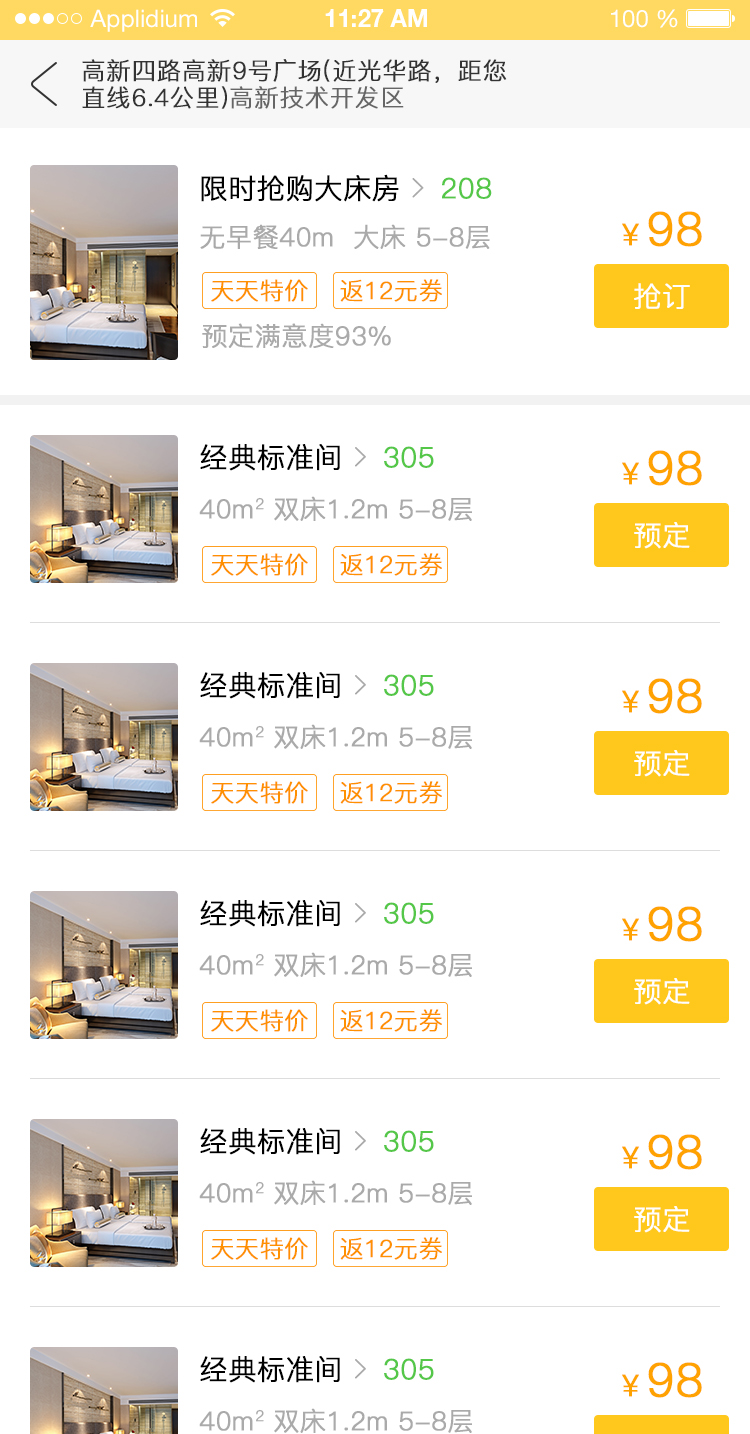 Applidium 11:27 AM 100 %
高新四路高新9号广场(近光华路，距您
直线6.4公里)高新技术开发区
限时抢购大床房 > 208
无早餐40m 大床 5-8层
¥98
天天特价 返12元券
抢订
预定满意度93%
经典标准间 > 305
¥98
40m² 双床1.2m 5-8层
预定
天天特价 返12元券
经典标准间 > 305
¥98
40m² 双床1.2m 5-8层
预定
天天特价 返12元券
经典标准间 > 305
¥98
40m² 双床1.2m 5-8层
预定
天天特价 返12元券
经典标准间 > 305
¥98
40m² 双床1.2m 5-8层
预定
天天特价 返12元券
经典标准间 > 305
¥98
40m² 双床1.2m 5-8层